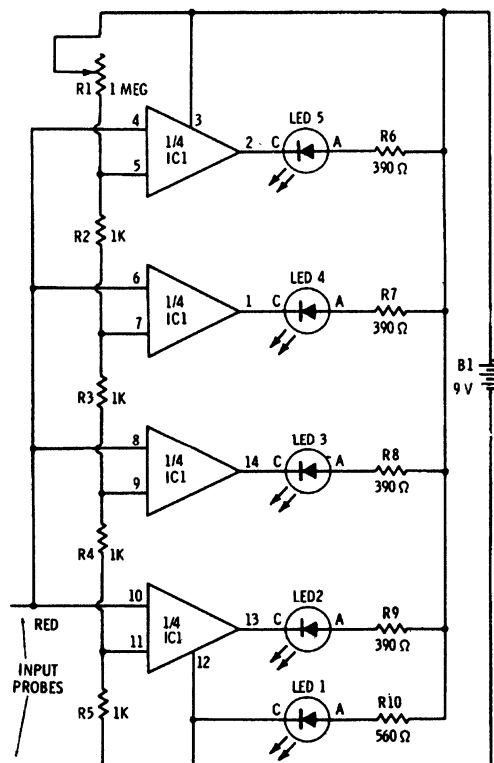 R1 1 MEG
4
3
LED 5
1/4
IC1
2 C A R6
390 Ω
5
R2 1K
6
LED 4
1/4
IC1
1 C A R7
390 Ω
7
B1
9 V
R3 1K
8
LED 3
1/4
IC1
14 C A R8
390 Ω
9
R4 1K
10
RED
LED2
1/4
IC1
13 C A R9
390 Ω
11
12
INPUT
PROBES
LED 1
R5 1K
C A R10
560 Ω